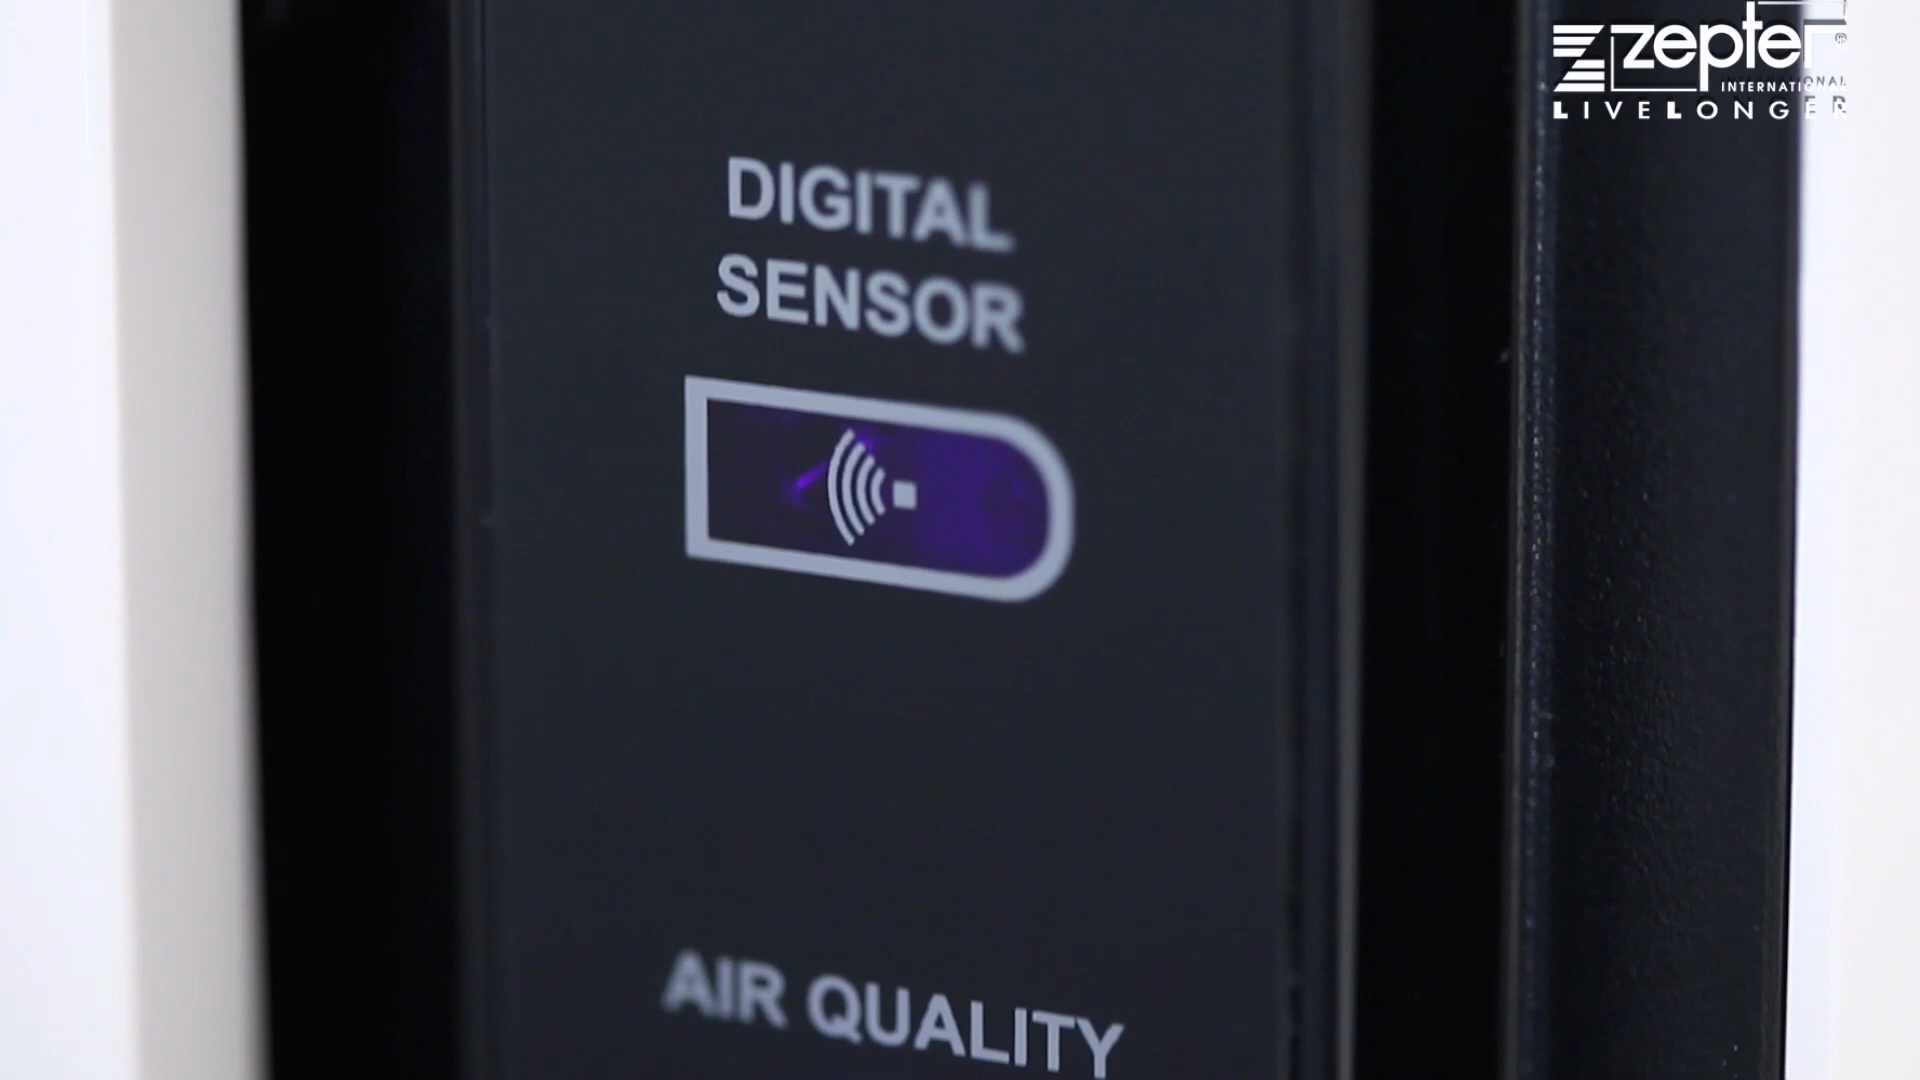 zepter®
INTERNATIONAL
LIVELONGER
DIGITAL
SENSOR
AIR QUALITY